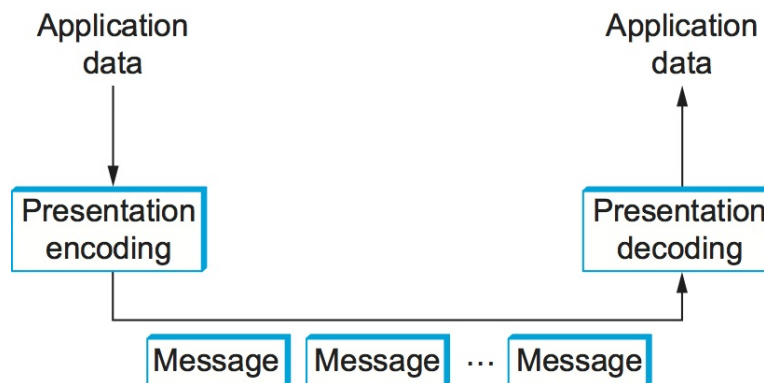 Application
data
Application
data
Presentation
encoding
Presentation
decoding
Message
Message
...
Message